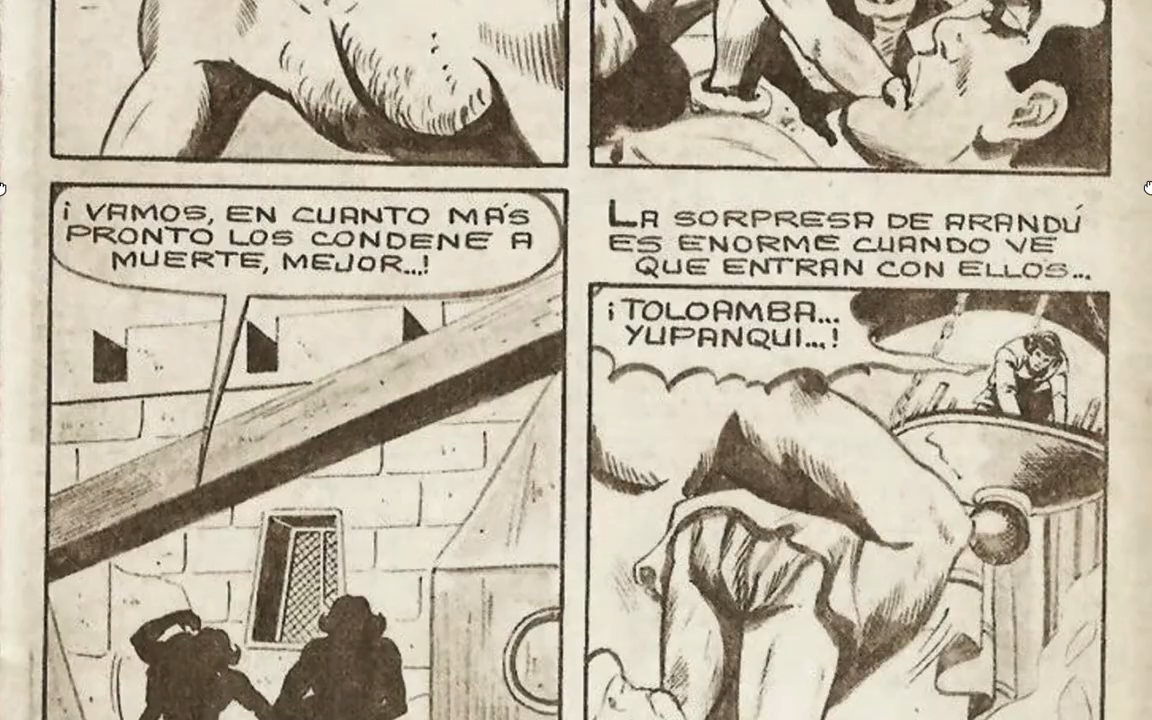 ¡VAMOS, EN CUANTO MÁS
PRONTO LOS CONDENE A
MUERTE, MEJOR...!
LA SORPRESA DE ARANDÚ
ES ENORME CUANDO VE
QUE ENTRAN CON ELLOS...
¡TOLOAMBA...
YUPANQUI...!